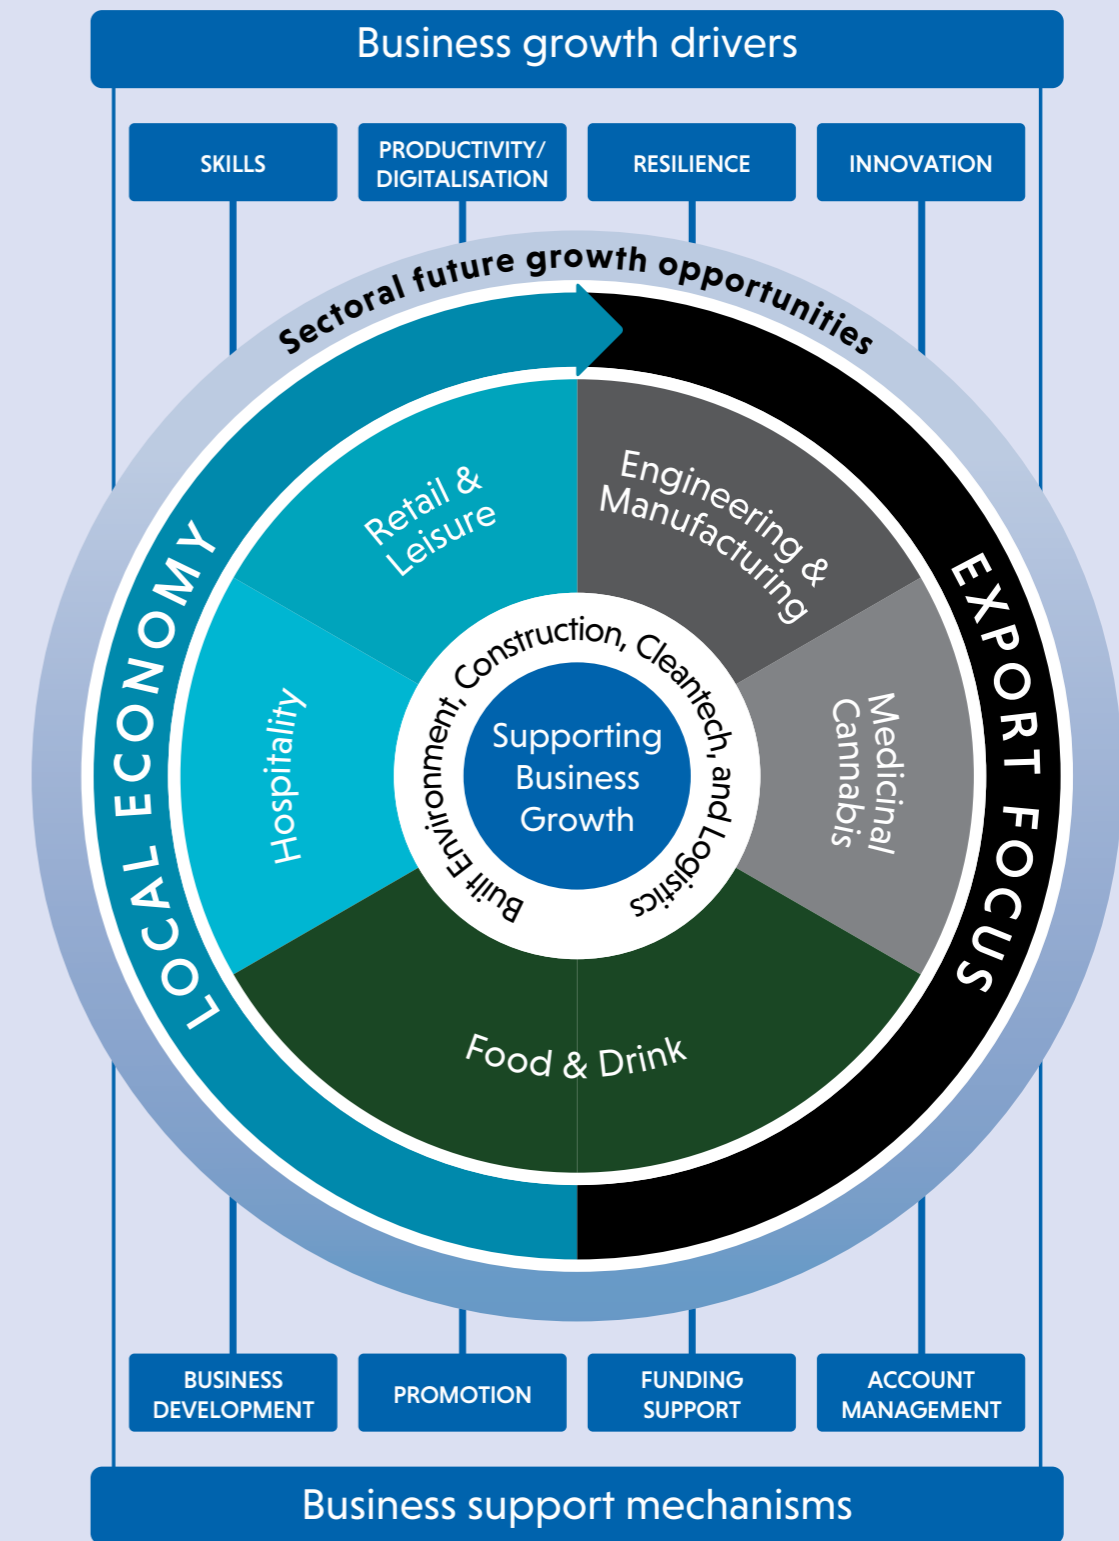 Business growth drivers
SKILLS
PRODUCTIVITY/
DIGITALISATION
RESILIENCE
INNOVATION
Sectoral future growth opportunities
LOCAL ECONOMY
EXPORT FOCUS
Retail &
Leisure
Engineering &
Manufacturing
Hospitality
Medicinal
Cannabis
Built Environment, Construction, Cleantech, and Logistics
Supporting
Business
Growth
Food & Drink
BUSINESS
DEVELOPMENT
PROMOTION
FUNDING
SUPPORT
ACCOUNT
MANAGEMENT
Business support mechanisms